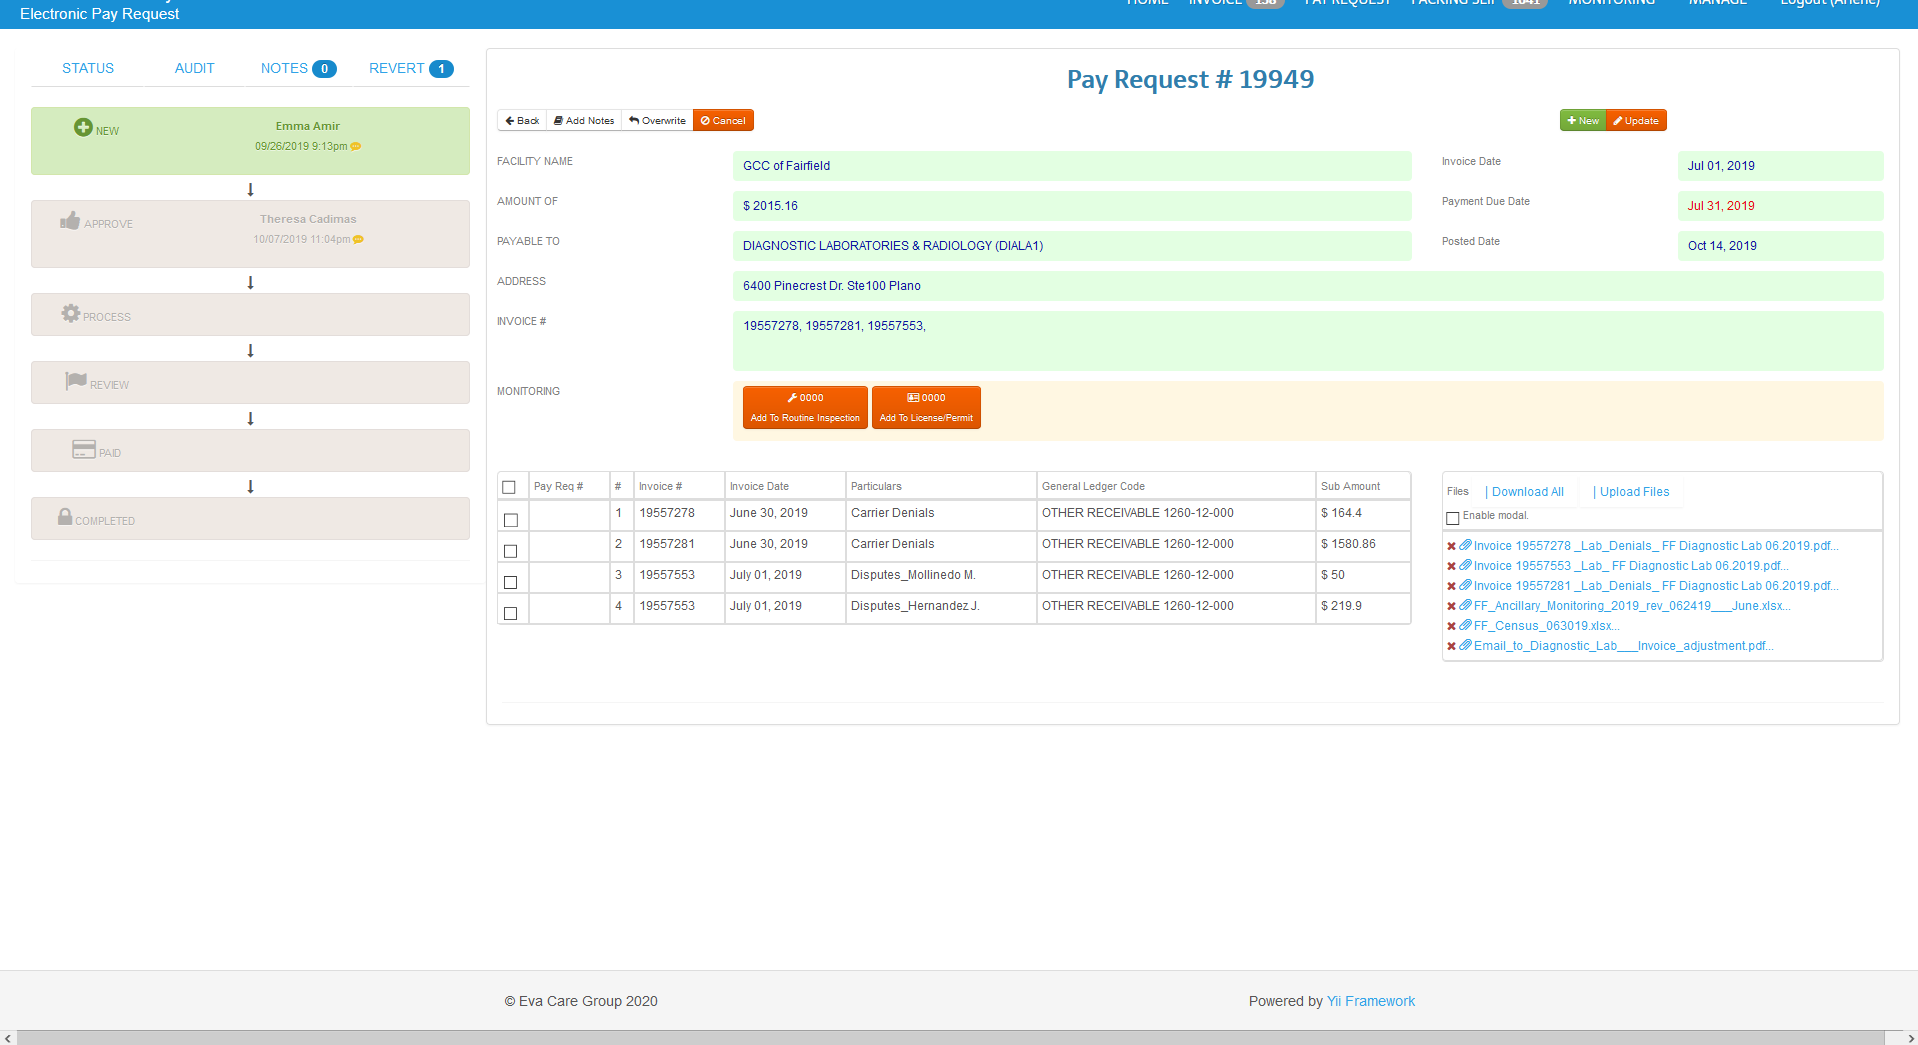 Electronic Pay Request
HOME INVOICE 138 PAY REQUEST PACKING SLIP 1641 MONITORING MANAGE Logout (Arlene)
STATUS AUDIT NOTES 0 REVERT 1
NEW
Emma Amir
09/26/2019 9:13pm
APPROVE
Theresa Cadimas
10/07/2019 11:04pm
PROCESS
REVIEW
PAID
COMPLETED
Pay Request # 19949
Back Add Notes Overwrite Cancel
New Update
FACILITY NAME GCC of Fairfield
Invoice Date Jul 01, 2019
AMOUNT OF $ 2015.16
Payment Due Date Jul 31, 2019
PAYABLE TO DIAGNOSTIC LABORATORIES & RADIOLOGY (DIALA1)
Posted Date Oct 14, 2019
ADDRESS 6400 Pinecrest Dr. Ste100 Plano
INVOICE # 19557278, 19557281, 19557553,
MONITORING
0000
Add To Routine Inspection
0000
Add To License/Permit
Pay Req # # Invoice # Invoice Date Particulars General Ledger Code Sub Amount
1 19557278 June 30, 2019 Carrier Denials OTHER RECEIVABLE 1260-12-000 $ 164.4
2 19557281 June 30, 2019 Carrier Denials OTHER RECEIVABLE 1260-12-000 $ 1580.86
3 19557553 July 01, 2019 Disputes_Mollinedo M. OTHER RECEIVABLE 1260-12-000 $ 50
4 19557553 July 01, 2019 Disputes_Hernandez J. OTHER RECEIVABLE 1260-12-000 $ 219.9
Files | Download All | Upload Files
Enable modal.
Invoice 19557278 _Lab_Denials_ FF Diagnostic Lab 06.2019.pdf...
Invoice 19557553 _Lab_ FF Diagnostic Lab 06.2019.pdf...
Invoice 19557281 _Lab_Denials_ FF Diagnostic Lab 06.2019.pdf...
FF_Ancillary_Monitoring_2019_rev_062419___June.xlsx...
FF_Census_063019.xlsx...
Email_to_Diagnostic_Lab___Invoice_adjustment.pdf...
© Eva Care Group 2020
Powered by Yii Framework